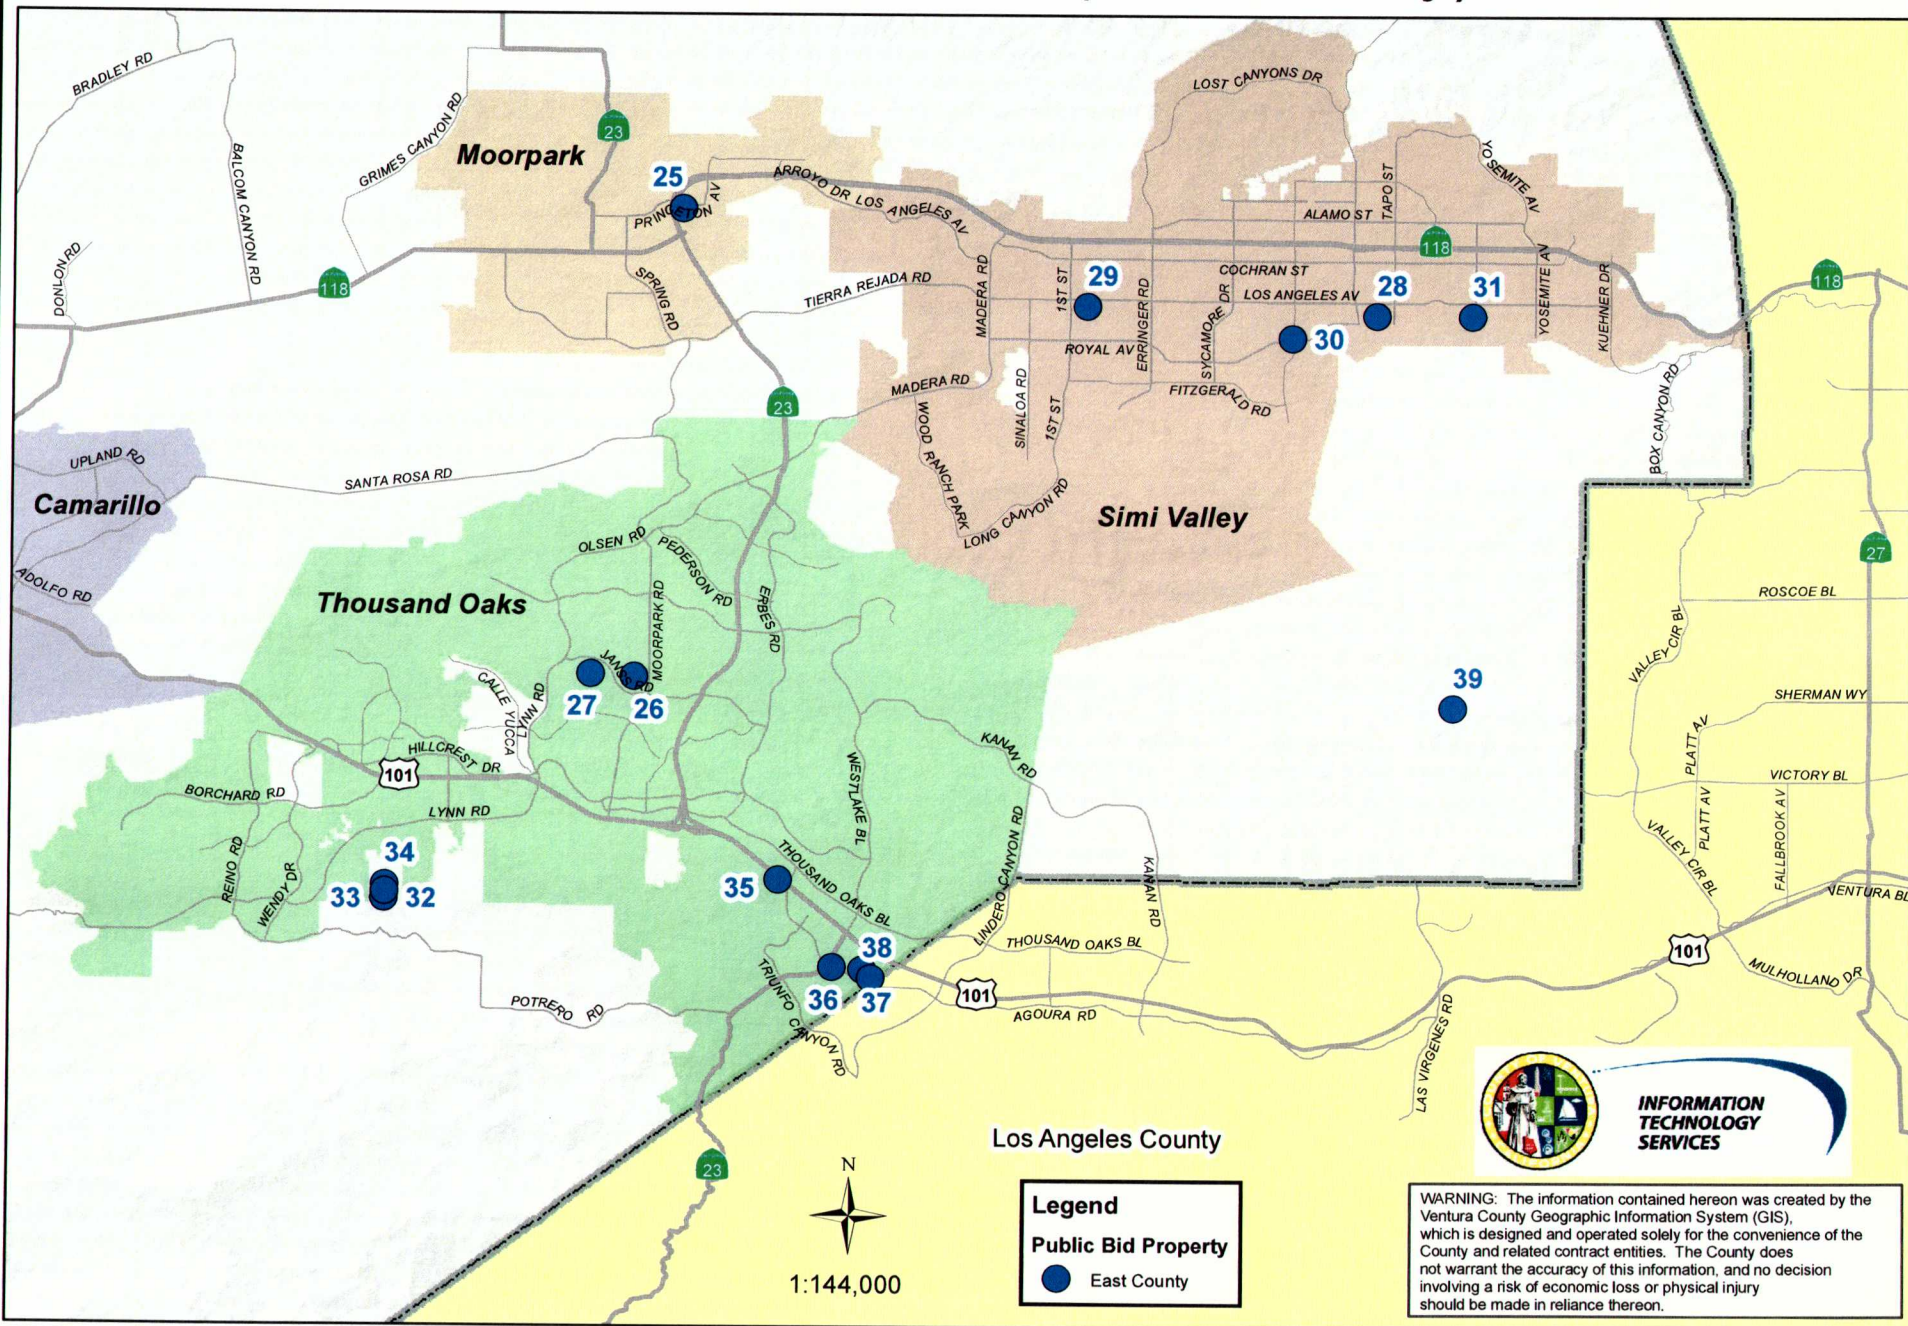 BRADLEY RD
BALCOM CANYON RD
GRIMES CANYON RD
DONLON RD
118
23
Moorpark
25
PRINCETON AV
ARROYO DR
LOS ANGELES AV
SPRING RD
TIERRA REJADA RD
23
LOST CANYONS DR
YOSEMITE AV
TAPO ST
ALAMO ST
118
COCHRAN ST
LOS ANGELES AV
29
28
31
30
MADERA RD
1ST ST
ERRINGER RD
SYCAMORE DR
YOSEMITE AV
KUEHNER DR
118
ROYAL AV
FITZGERALD RD
MADERA RD
SINALOA RD
1ST ST
WOOD RANCH PARK
LONG CANYON RD
BOX CANYON RD
Simi Valley
UPLAND RD
Camarillo
ADOLFO RD
SANTA ROSA RD
Thousand Oaks
OLSEN RD
PEDERSON RD
MOORPARK RD
ERBES RD
JANSS RD
27
26
CALLE YUCCA
LYNN RD
HILLCREST DR
101
BORCHARD RD
LYNN RD
REINO RD
WENDY DR
34
33
32
WESTLAKE BL
KANAN RD
39
27
ROSCOE BL
VALLEY CIR BL
SHERMAN WY
PLATT AV
VICTORY BL
PLATT AV
FALLBROOK AV
VALLEY CIR BL
VENTURA BL
35
THOUSAND OAKS BL
LINDERO CANYON RD
KANAN RD
THOUSAND OAKS BL
38
36
37
101
AGOURA RD
101
MULHOLLAND DR
POTRERO RD
TRIUNFO CANYON RD
LAS VIRGENES RD
23
Los Angeles County
N
1:144,000
Legend
Public Bid Property
East County
INFORMATION
TECHNOLOGY
SERVICES
WARNING: The information contained hereon was created by the
Ventura County Geographic Information System (GIS),
which is designed and operated solely for the convenience of the
County and related contract entities. The County does
not warrant the accuracy of this information, and no decision
involving a risk of economic loss or physical injury
should be made in reliance thereon.